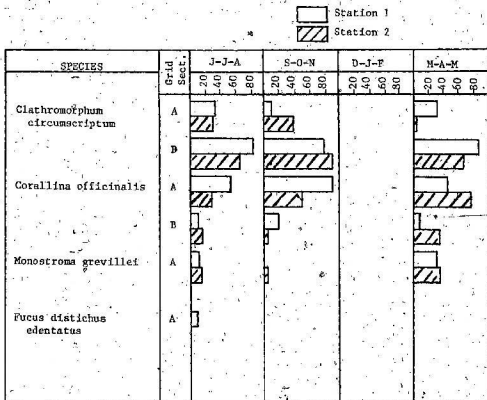 Station 1
Station 2
SPECIES
Grid Sect.
J-J-A
S-O-N
D-J-F
M-A-M
20 40 60 80
20 40 60 80
20 40 60 80
20 40 60 80
Clathromorphum circumscriptum
A
B
Corallina officinalis
A
B
Monostroma grevillei
A
Fucus distichus edentatus
A